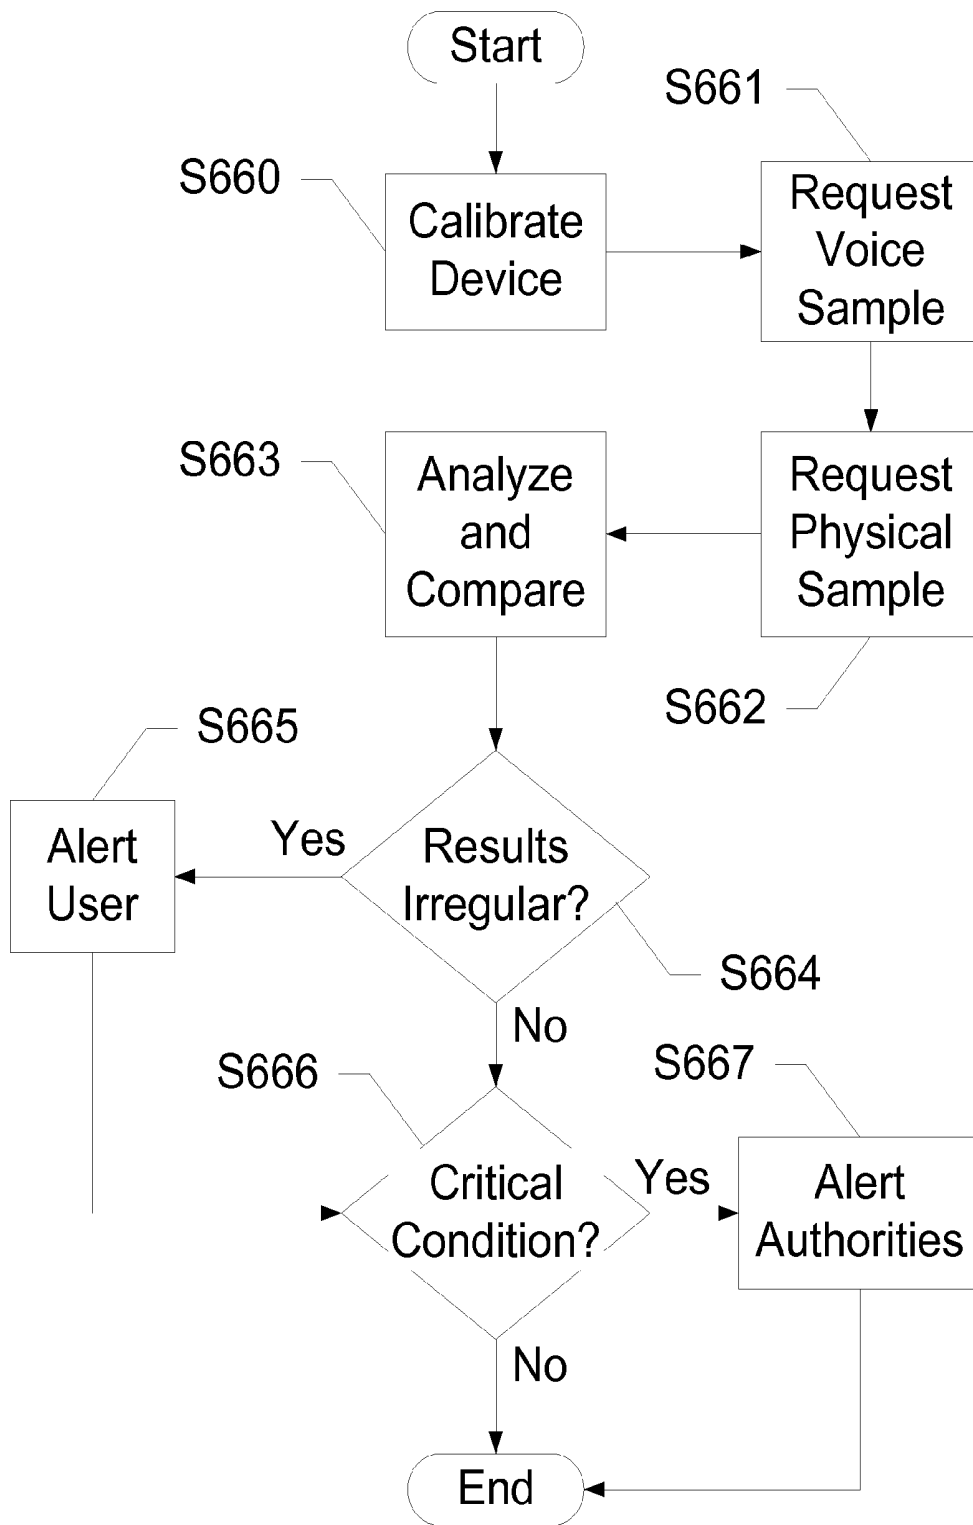 Start
S661
S660
Calibrate
Device
Request
Voice
Sample
S663
Analyze
and
Compare
Request
Physical
Sample
S662
S665
Alert
User
Yes
Results
Irregular?
S664
No
S666
S667
Critical
Condition?
Yes
Alert
Authorities
No
End